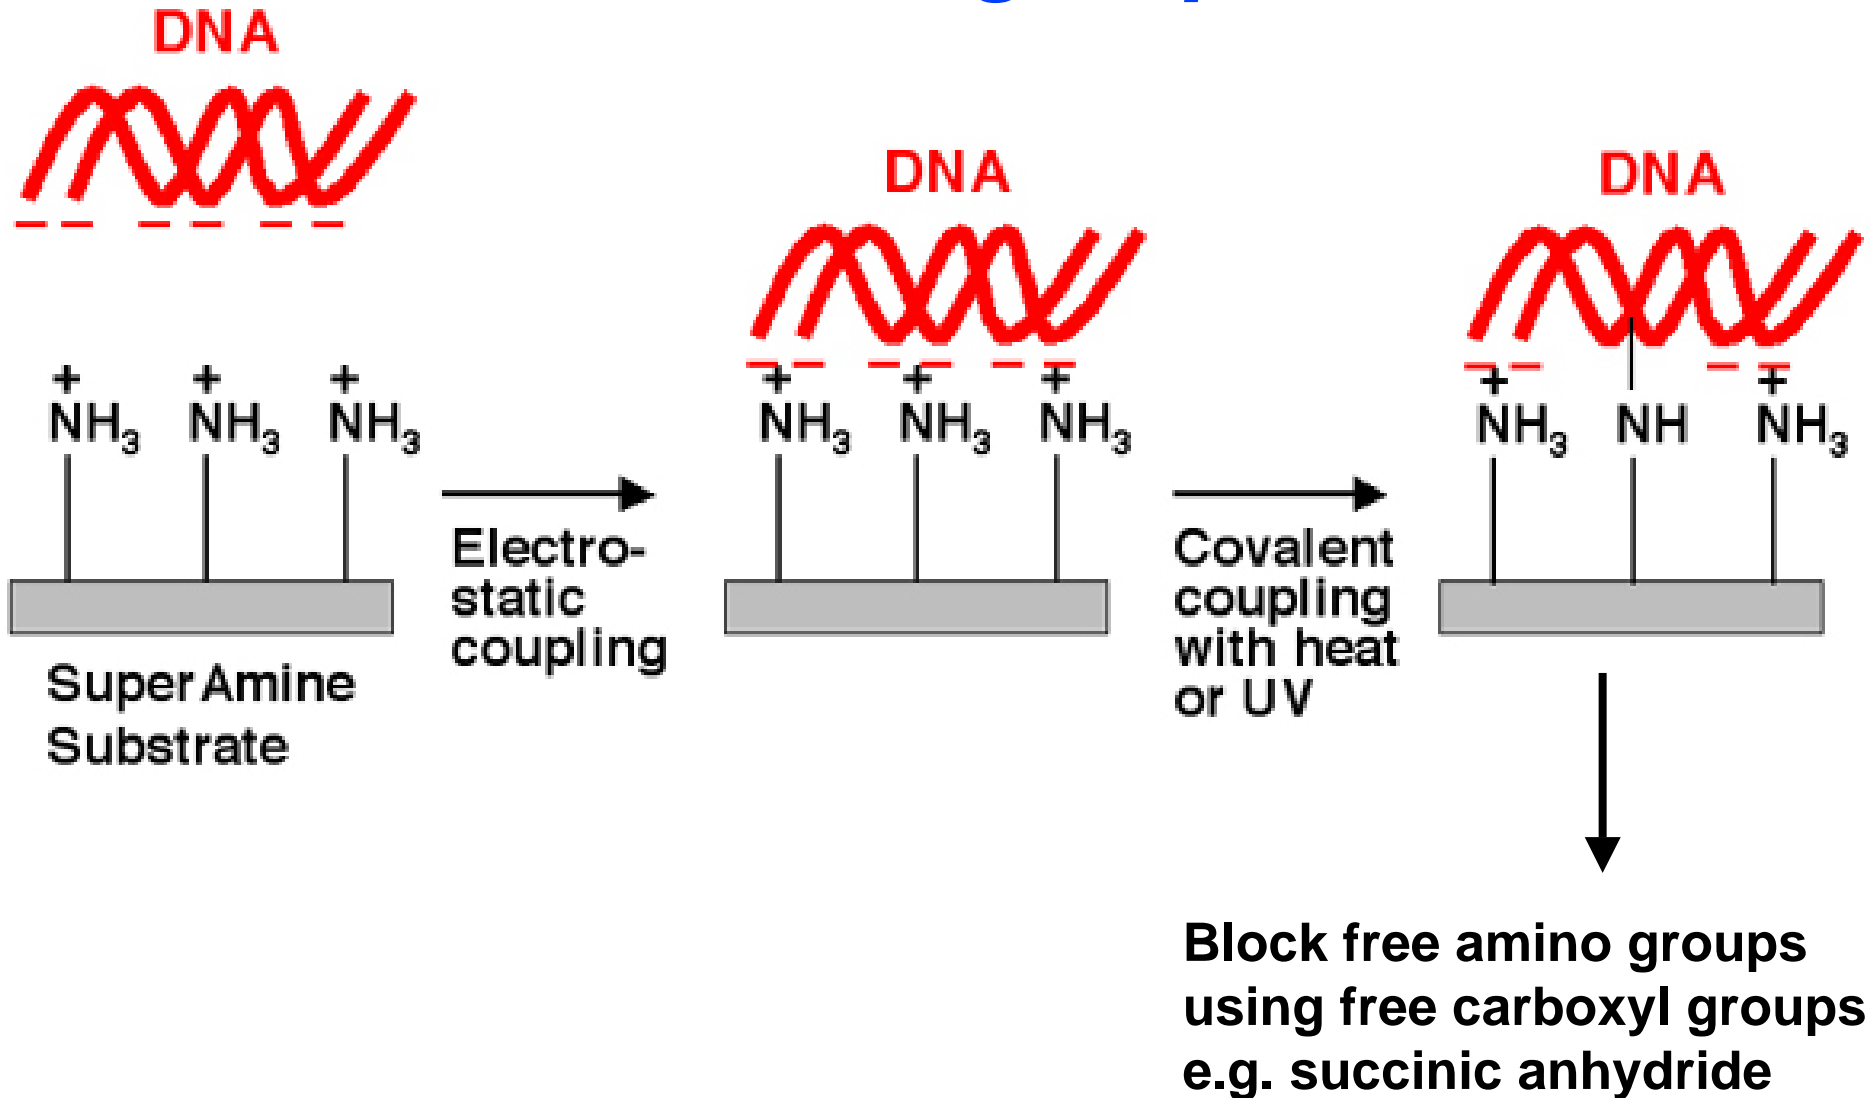 DNA
DNA
DNA
– – – – – –
– – – – – –
– – – –
+ + +
NH3 NH3 NH3
+ + +
NH3 NH3 NH3
+ +
NH3 NH NH3
Electro-
static
coupling
Covalent
coupling
with heat
or UV
Super Amine
Substrate
Block free amino groups
using free carboxyl groups
e.g. succinic anhydride